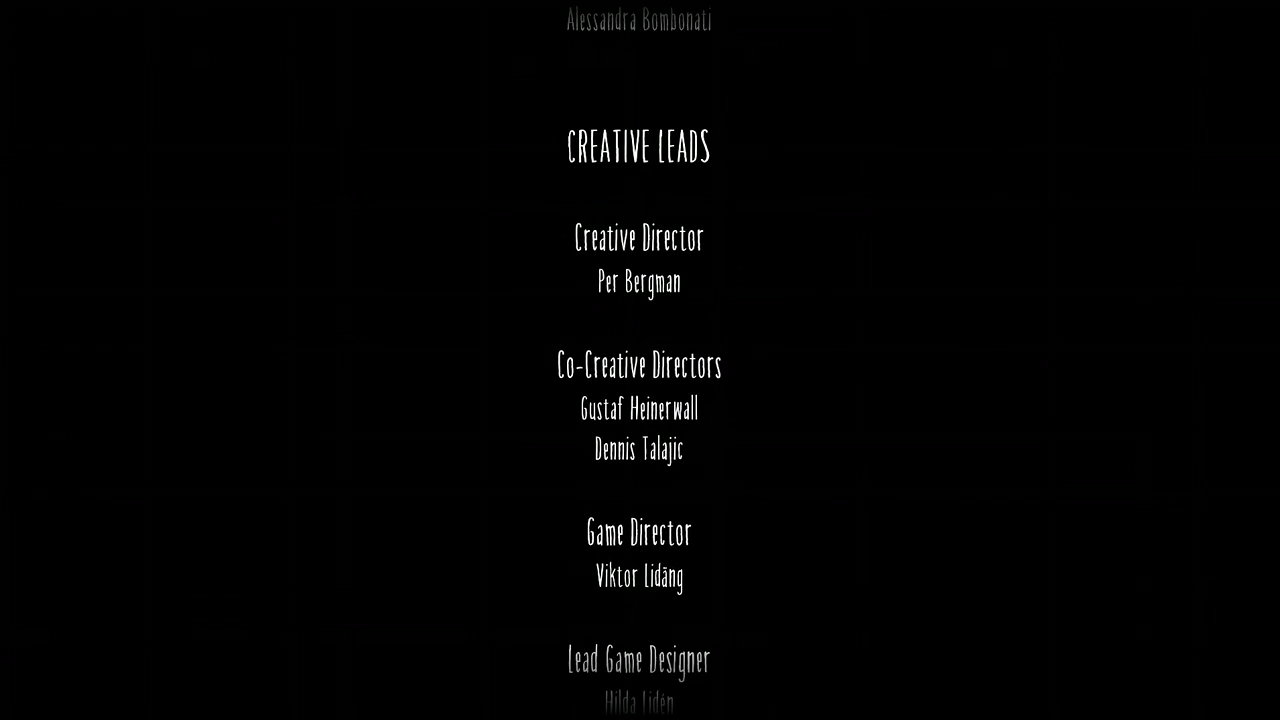 Alessandra Bombonati
CREATIVE LEADS
Creative Director
Per Bergman
Co-Creative Directors
Gustaf Heinerwall
Dennis Talajic
Game Director
Viktor Lidäng
Lead Game Designer
Hilda Lidén